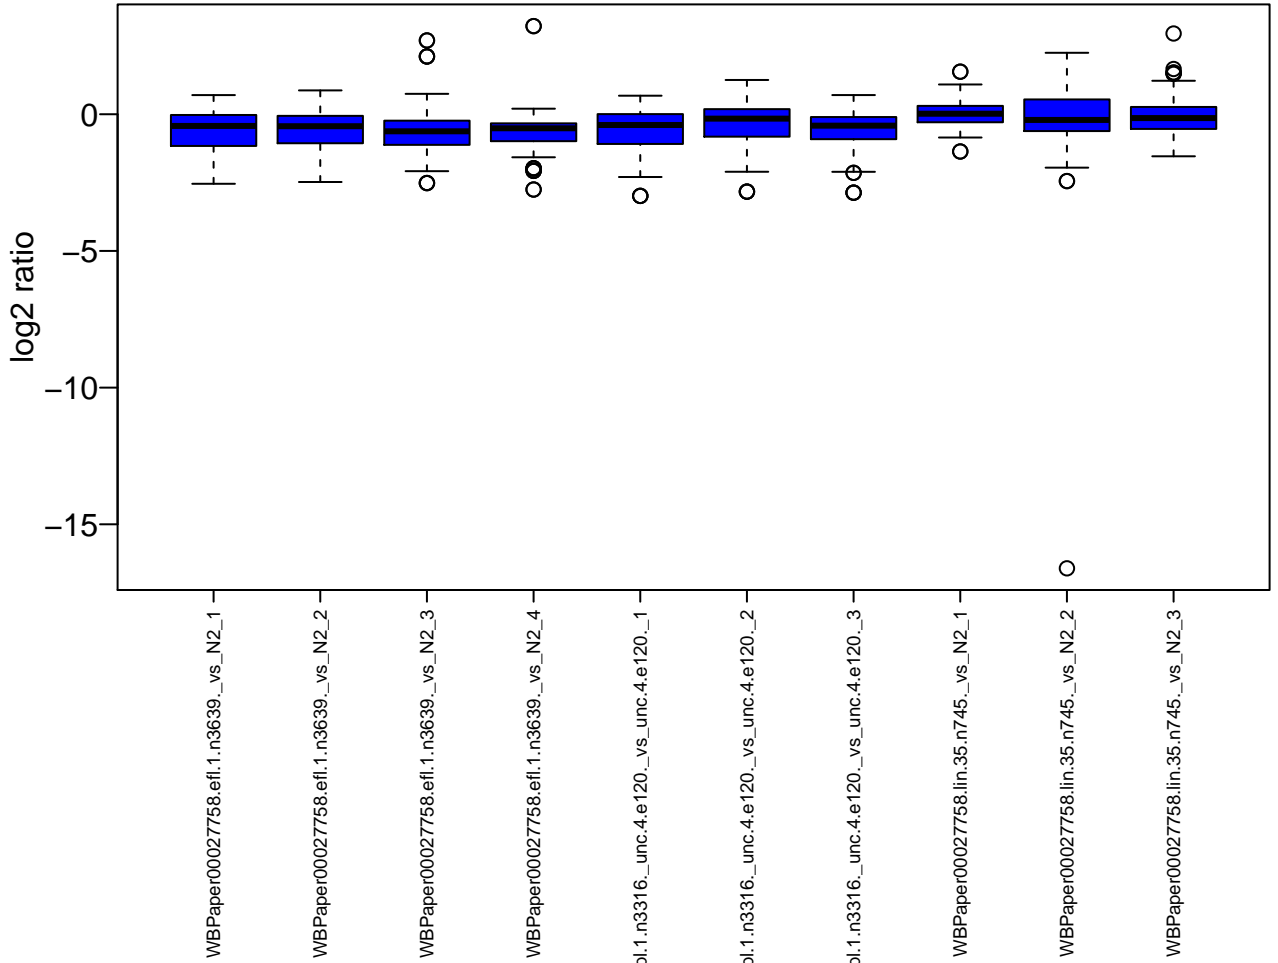 log2 ratio
0
−5
−10
−15
WBPaper00027758.efl.1.n3639._vs_N2_1
WBPaper00027758.efl.1.n3639._vs_N2_2
WBPaper00027758.efl.1.n3639._vs_N2_3
WBPaper00027758.efl.1.n3639._vs_N2_4
pl.1.n3316._unc.4.e120._vs_unc.4.e120._1
pl.1.n3316._unc.4.e120._vs_unc.4.e120._2
pl.1.n3316._unc.4.e120._vs_unc.4.e120._3
WBPaper00027758.lin.35.n745._vs_N2_1
WBPaper00027758.lin.35.n745._vs_N2_2
WBPaper00027758.lin.35.n745._vs_N2_3